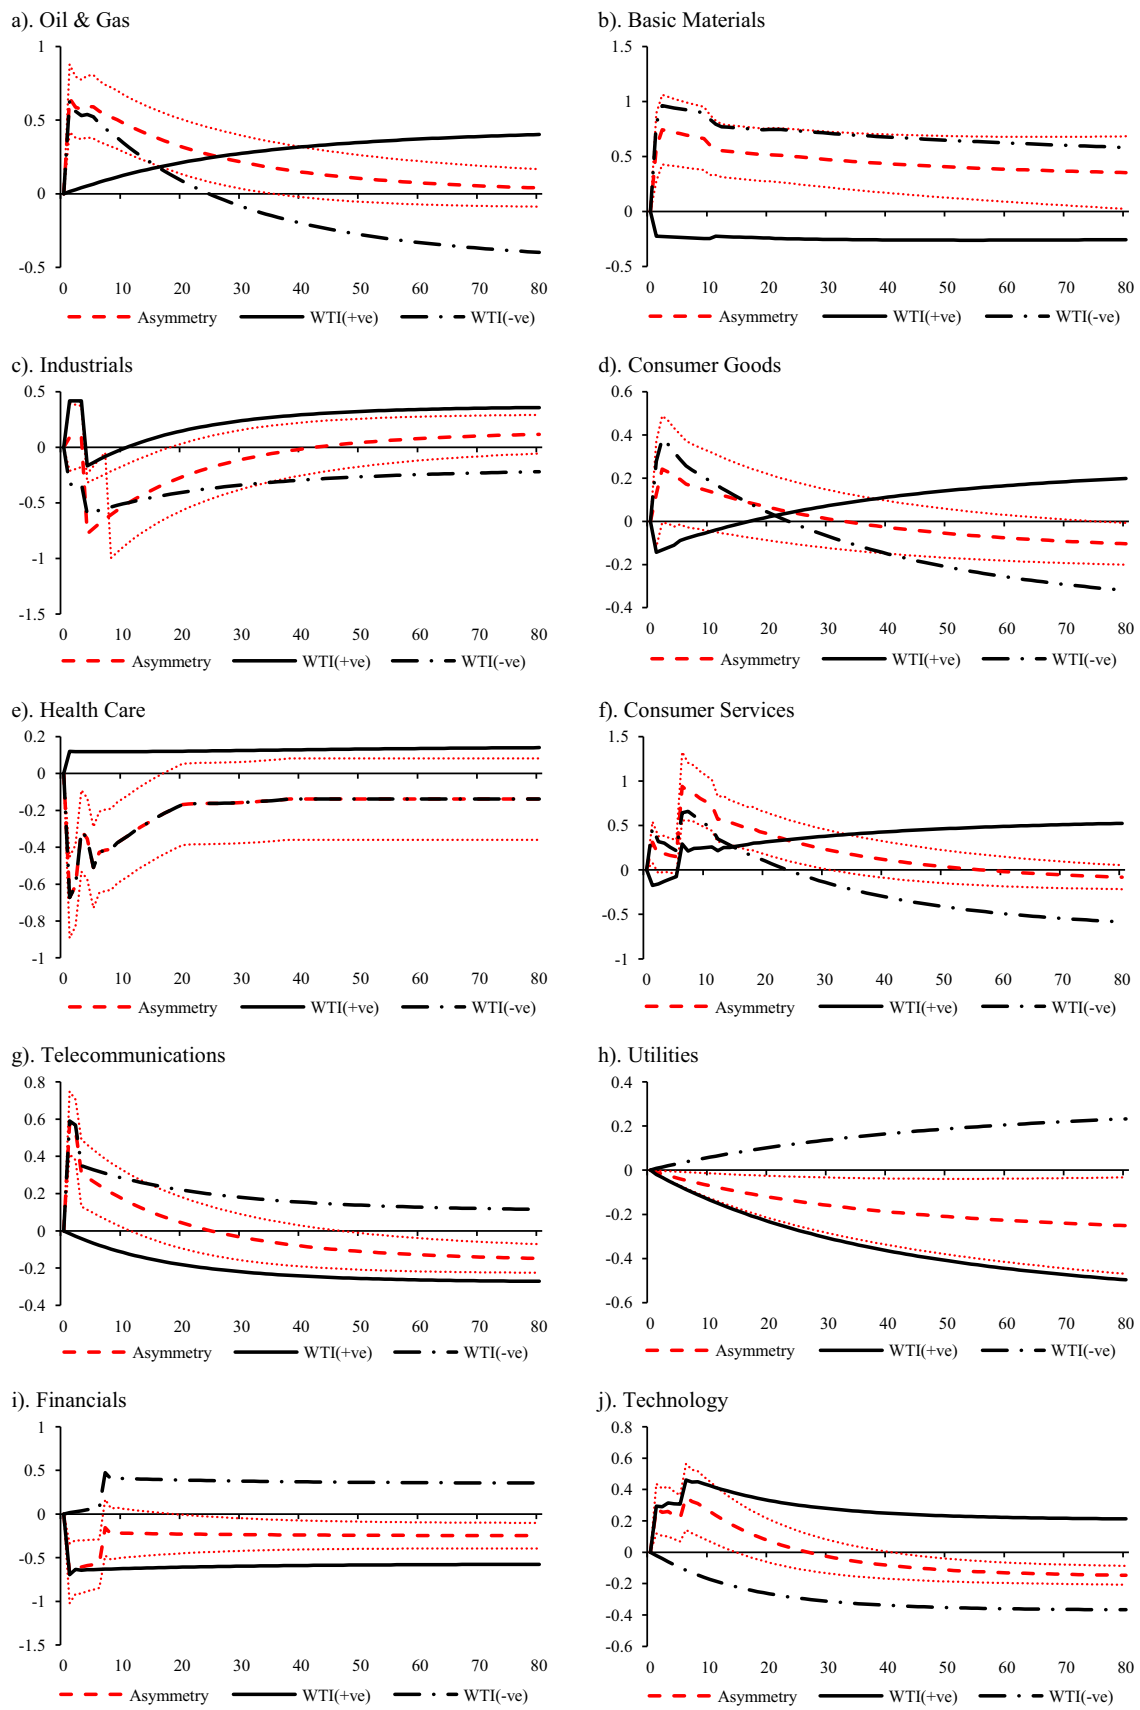 a). Oil & Gas
1
0.5
0
-0.5
0 10 20 30 40 50 60 70 80
Asymmetry WTI(+ve) WTI(-ve)
b). Basic Materials
1.5
1
0.5
0
-0.5
0 10 20 30 40 50 60 70 80
Asymmetry WTI(+ve) WTI(-ve)
c). Industrials
0.5
0
-0.5
-1
-1.5
0 10 20 30 40 50 60 70 80
Asymmetry WTI(+ve) WTI(-ve)
d). Consumer Goods
0.6
0.4
0.2
0
-0.2
-0.4
0 10 20 30 40 50 60 70 80
Asymmetry WTI(+ve) WTI(-ve)
e). Health Care
0.2
0
-0.2
-0.4
-0.6
-0.8
-1
0 10 20 30 40 50 60 70 80
Asymmetry WTI(+ve) WTI(-ve)
f). Consumer Services
1.5
1
0.5
0
-0.5
-1
0 10 20 30 40 50 60 70 80
Asymmetry WTI(+ve) WTI(-ve)
g). Telecommunications
0.8
0.6
0.4
0.2
0
-0.2
-0.4
0 10 20 30 40 50 60 70 80
Asymmetry WTI(+ve) WTI(-ve)
h). Utilities
0.4
0.2
0
-0.2
-0.4
-0.6
0 10 20 30 40 50 60 70 80
Asymmetry WTI(+ve) WTI(-ve)
i). Financials
1
0.5
0
-0.5
-1
-1.5
0 10 20 30 40 50 60 70 80
Asymmetry WTI(+ve) WTI(-ve)
j). Technology
0.8
0.6
0.4
0.2
0
-0.2
-0.4
-0.6
0 10 20 30 40 50 60 70 80
Asymmetry WTI(+ve) WTI(-ve)